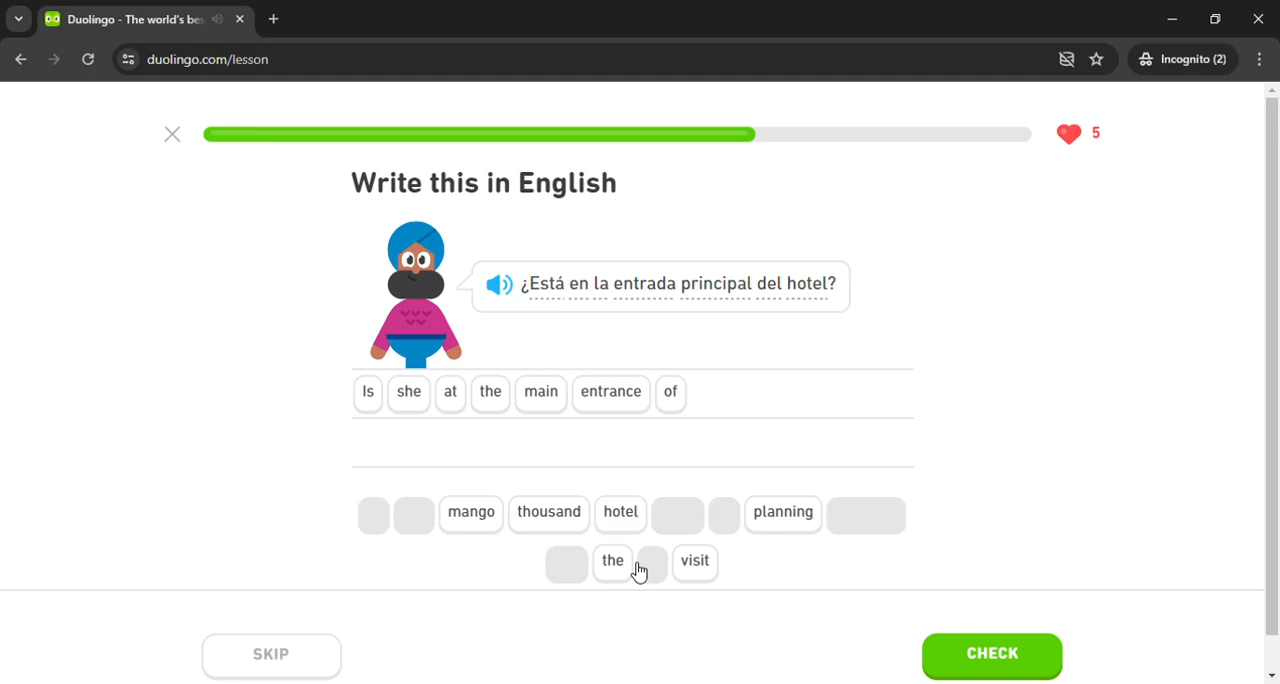 Duolingo - The world's bes
duolingo.com/lesson
Incognito (2)
5
Write this in English
¿Está en la entrada principal del hotel?
Is she at the main entrance of
mango thousand hotel planning
the visit
SKIP
CHECK